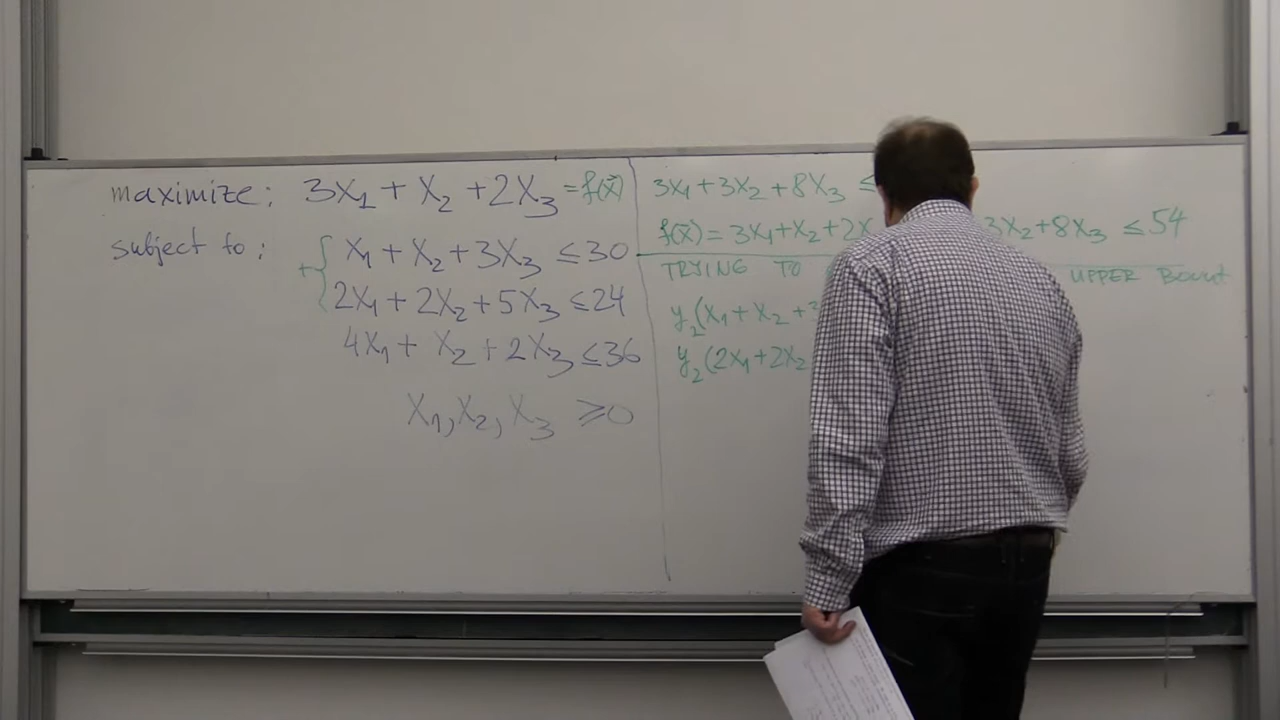 maximize: 3X₁ + X₂ + 2X₃ = f(x⃗)
subject to: X₁ + X₂ + 3X₃ ≤ 30
+{ 2X₁ + 2X₂ + 5X₃ ≤ 24
4X₁ + X₂ + 2X₃ ≤ 36
X₁, X₂, X₃ ≥ 0
3X₁ + 3X₂ + 8X₃ ≤
f(x⃗) = 3X₁ + X₂ + 2X 3X₂ + 8X₃ ≤ 54
TRYING TO UPPER Bound
y₂(X₁ + X₂ +
y₂(2X₁ + 2X₂